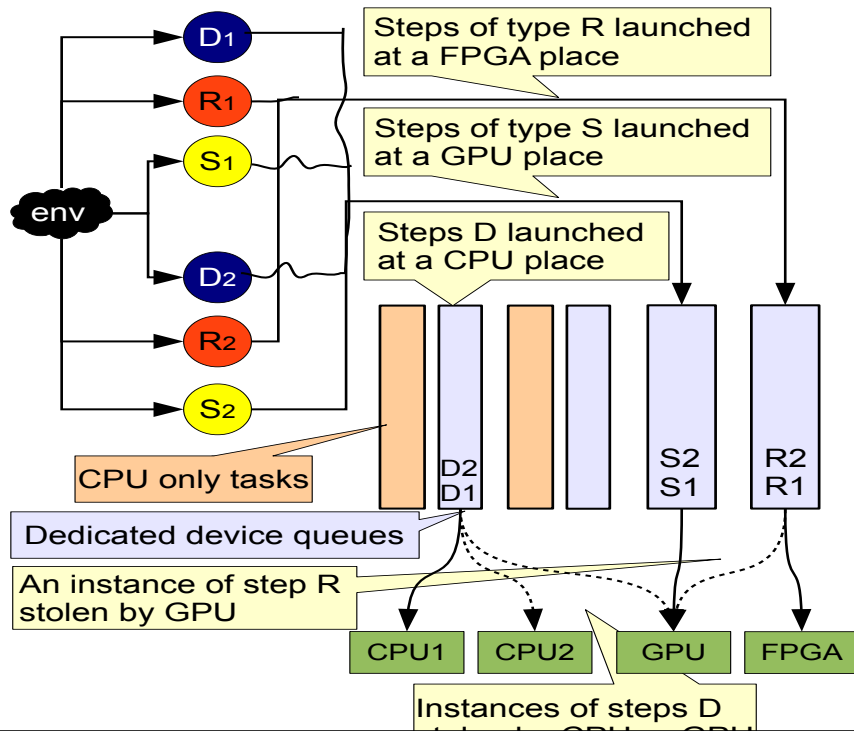 D1
Steps of type R launched
at a FPGA place
R1
Steps of type S launched
at a GPU place
S1
env
Steps D launched
at a CPU place
D2
R2
S2
CPU only tasks
D2
D1
S2
S1
R2
R1
Dedicated device queues
An instance of step R
stolen by GPU
CPU1
CPU2
GPU
FPGA
Instances of steps D